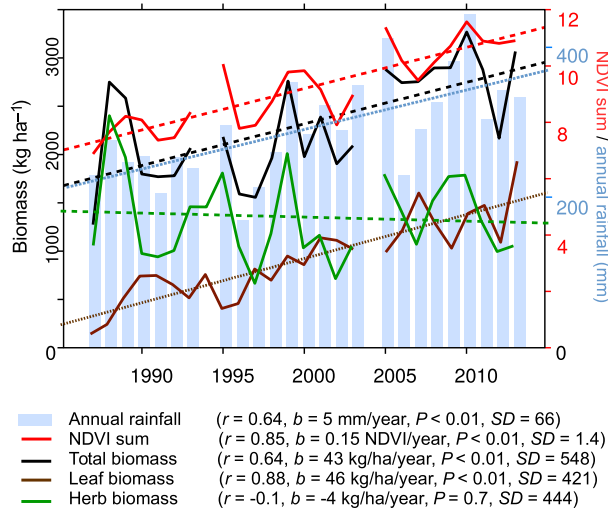 12
3000
400
10
2000
8
200
1000
4
0
0
Biomass (kg ha–1)
NDVI sum / annual rainfall (mm)
1990 1995 2000 2005 2010
Annual rainfall (r = 0.64, b = 5 mm/year, P < 0.01, SD = 66)
NDVI sum (r = 0.85, b = 0.15 NDVI/year, P < 0.01, SD = 1.4)
Total biomass (r = 0.64, b = 43 kg/ha/year, P < 0.01, SD = 548)
Leaf biomass (r = 0.88, b = 46 kg/ha/year, P < 0.01, SD = 421)
Herb biomass (r = -0.1, b = -4 kg/ha/year, P = 0.7, SD = 444)